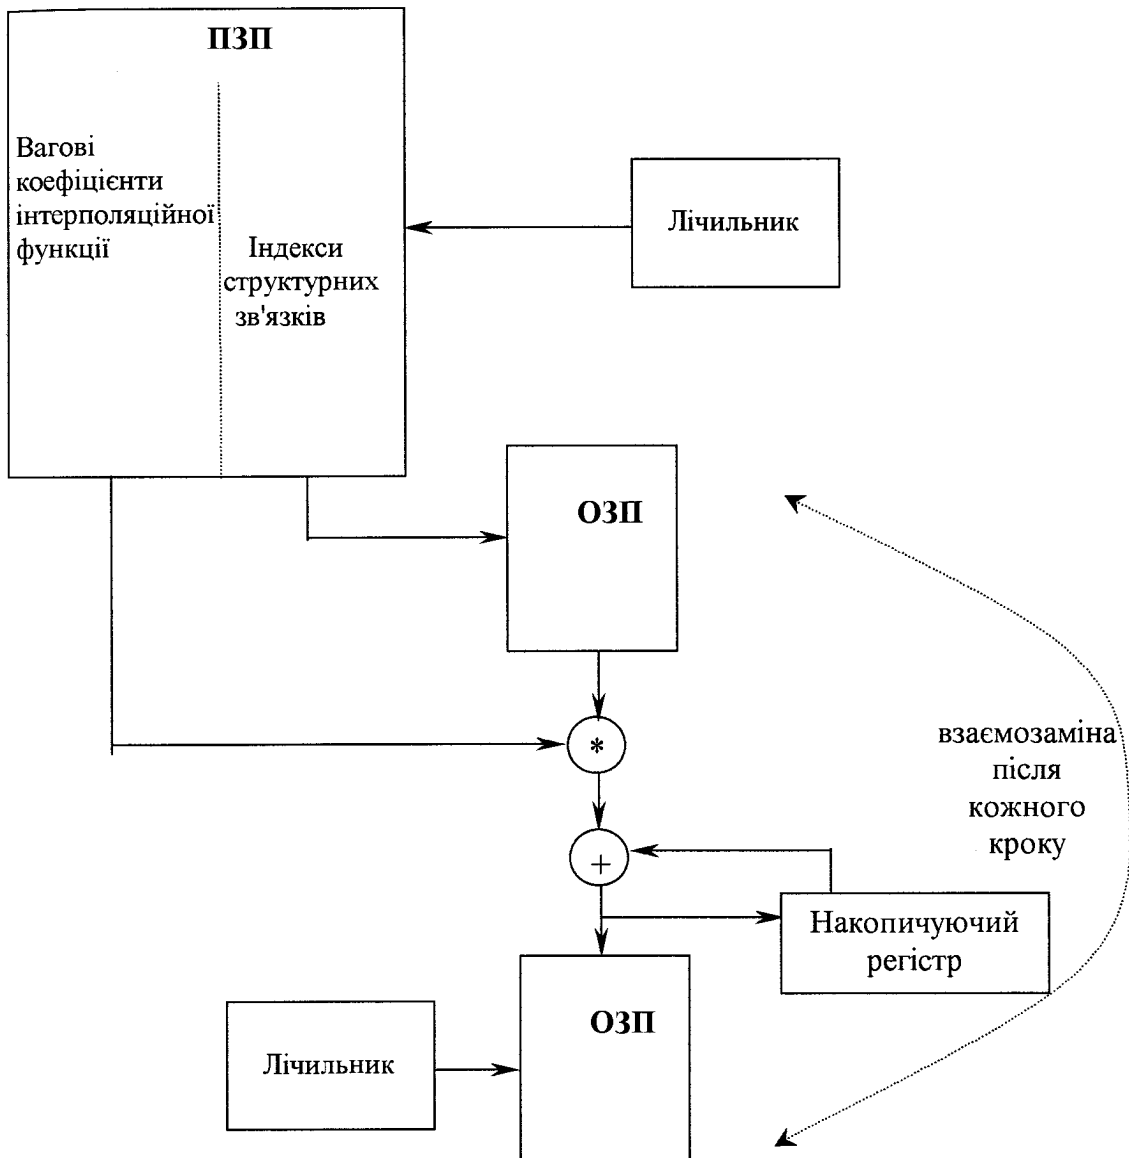 ПЗП
Вагові
коефіцієнти
інтерполяційної
функції
Індекси
структурних
зв'язків
Лічильник
ОЗП
*
+
взаємозаміна
після
кожного
кроку
Накопичуючий
регістр
ОЗП
Лічильник